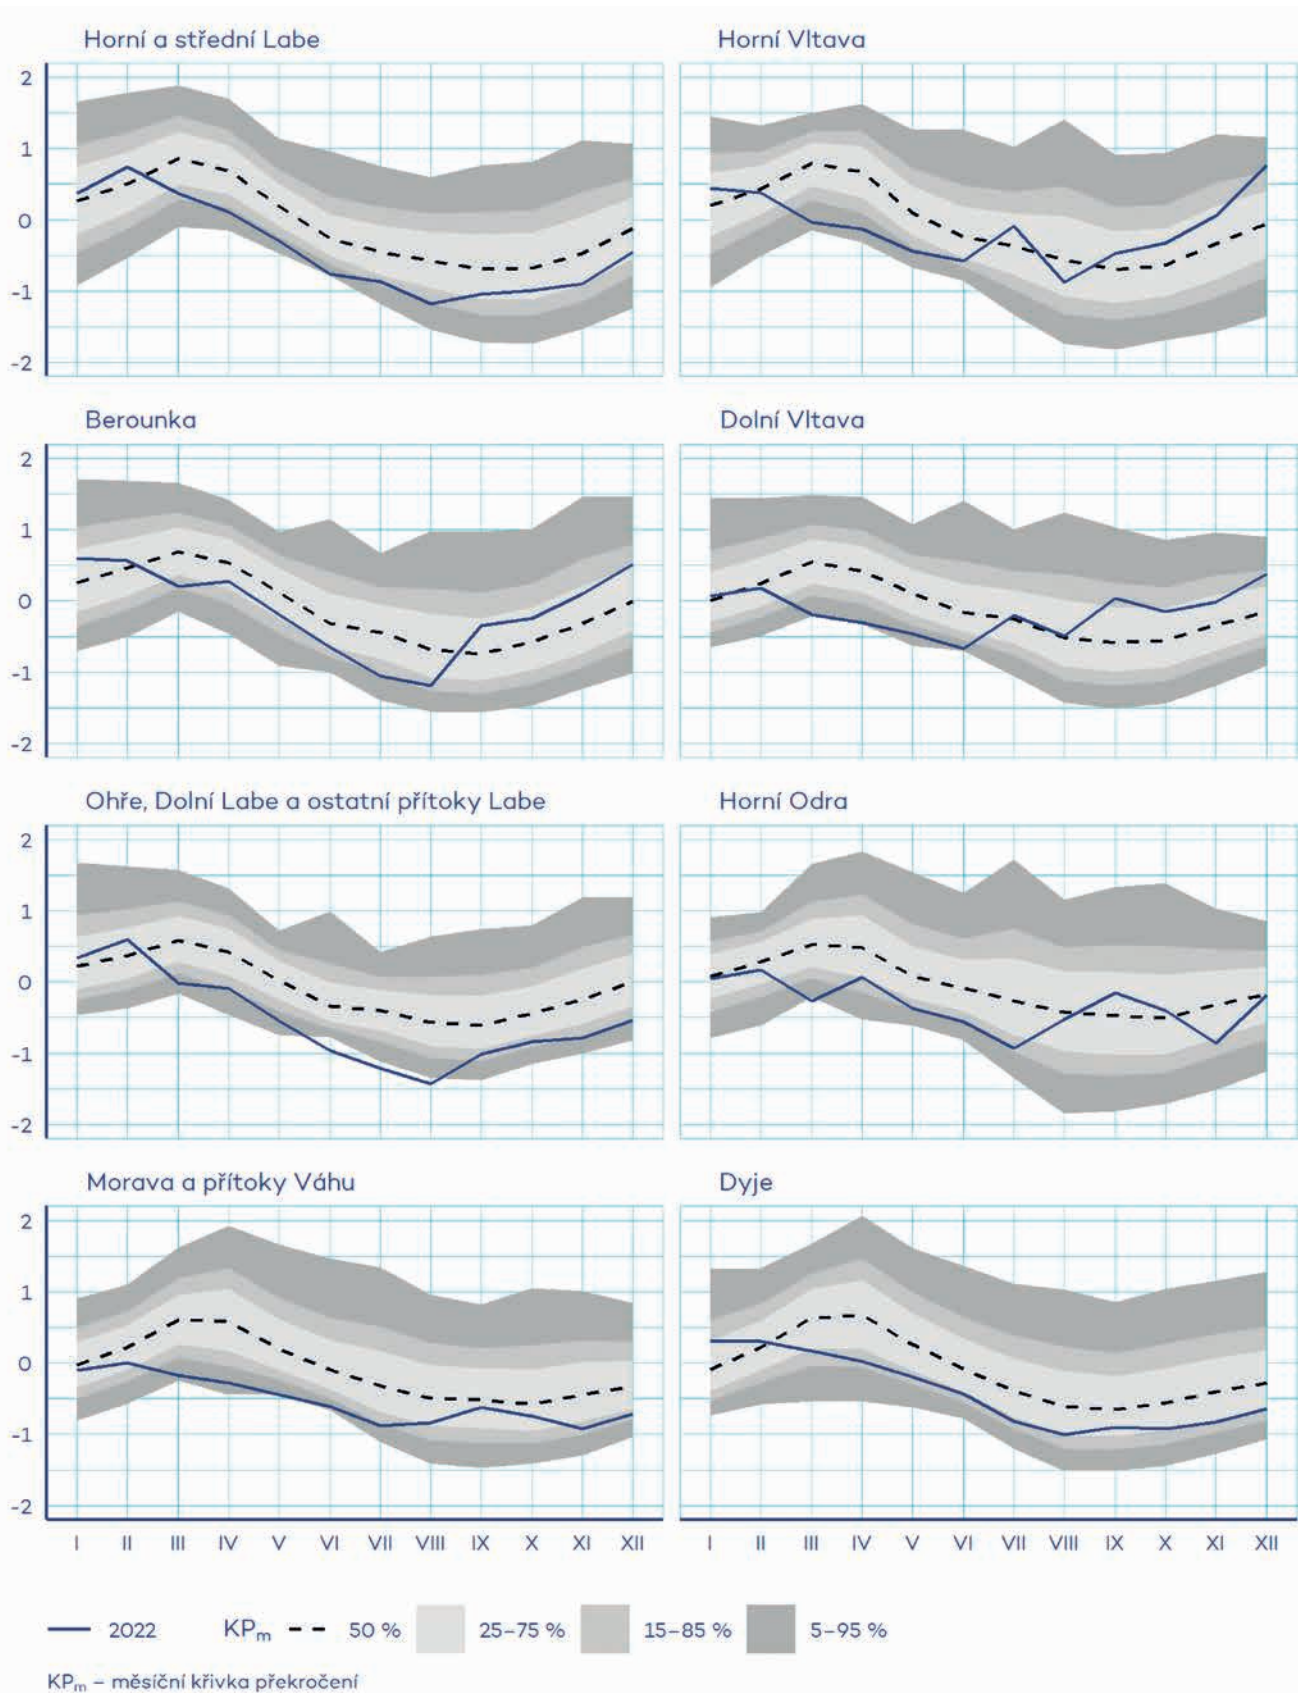 Horní a střední Labe
Horní Vltava
2
1
0
-1
-2
Berounka
Dolní Vltava
2
1
0
-1
-2
Ohře, Dolní Labe a ostatní přítoky Labe
Horní Odra
2
1
0
-1
-2
Morava a přítoky Váhu
Dyje
2
1
0
-1
-2
I II III IV V VI VII VIII IX X XI XII
I II III IV V VI VII VIII IX X XI XII
2022 KPm 50 % 25–75 % 15–85 % 5–95 %
KPm – měsíční křivka překročení